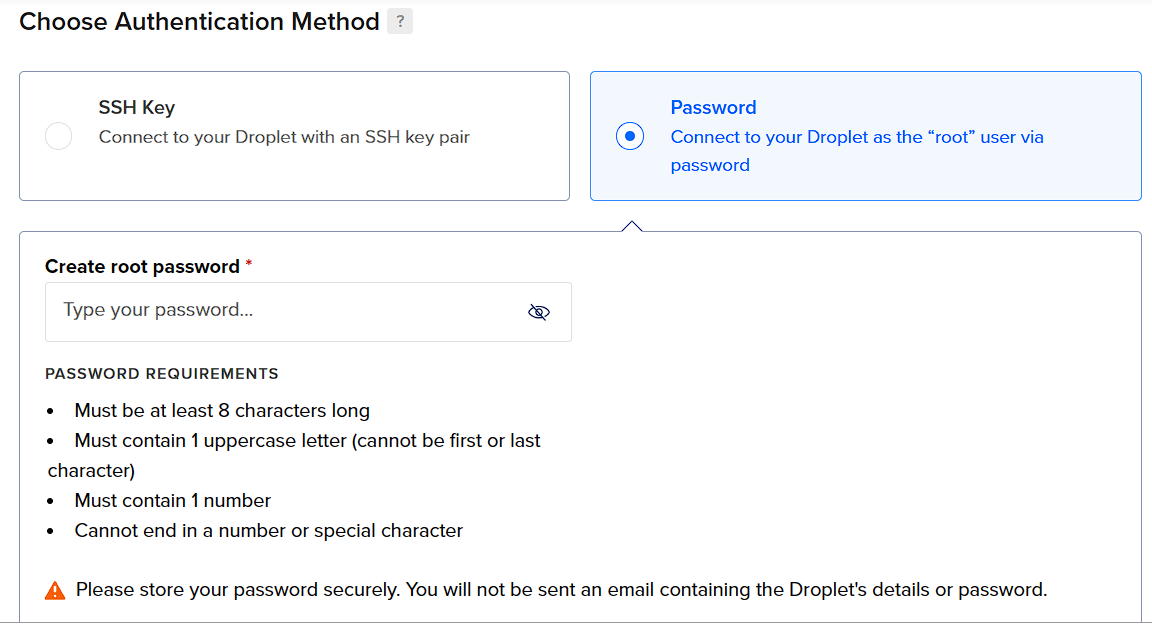 Choose Authentication Method ?
SSH Key
Connect to your Droplet with an SSH key pair
Password
Connect to your Droplet as the “root” user via
password
Create root password *
Type your password...
PASSWORD REQUIREMENTS
• Must be at least 8 characters long
• Must contain 1 uppercase letter (cannot be first or last
character)
• Must contain 1 number
• Cannot end in a number or special character
Please store your password securely. You will not be sent an email containing the Droplet's details or password.